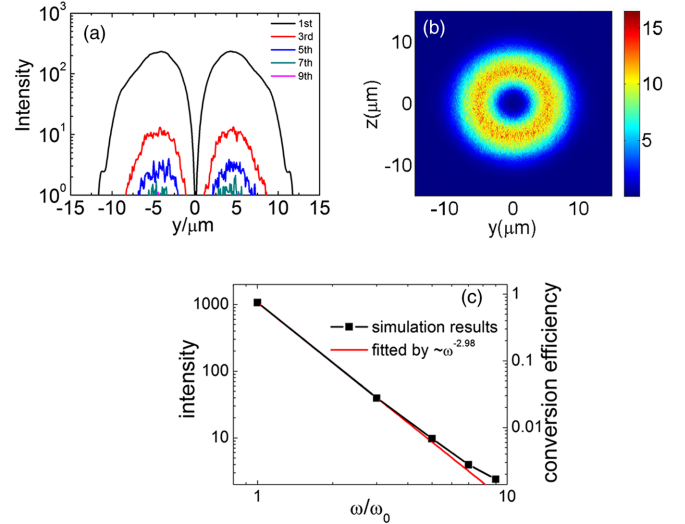 (a)
1st
3rd
5th
7th
9th
Intensity
10³
10²
10¹
10⁰
-15 -10 -5 0 5 10 15
y/μm
(b)
z(μm)
10
0
-10
-10 0 10
y(μm)
15
10
5
(c)
simulation results
fitted by ~ω^-2.98
intensity
1000
100
10
conversion efficiency
1
0.1
0.01
1 10
ω/ω₀